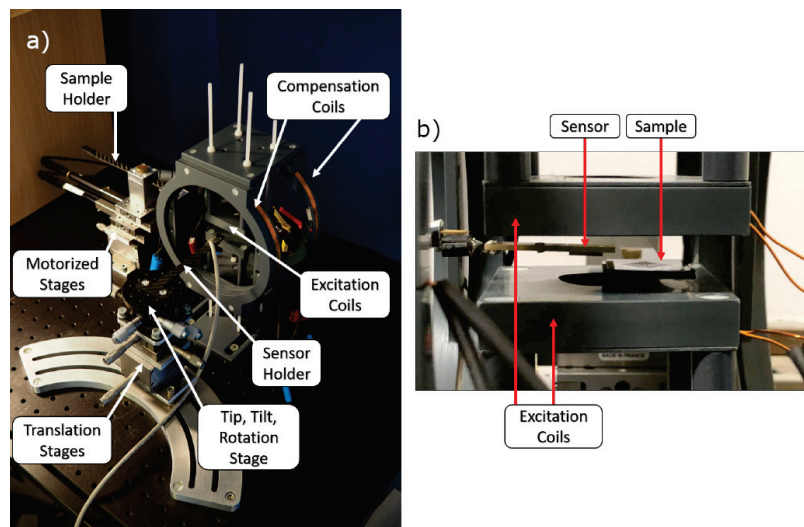 a)
Sample
Holder
Compensation
Coils
Motorized
Stages
Excitation
Coils
Sensor
Holder
Translation
Stages
Tip, Tilt,
Rotation
Stage
b)
Sensor
Sample
MADE IN FRANCE
Excitation
Coils